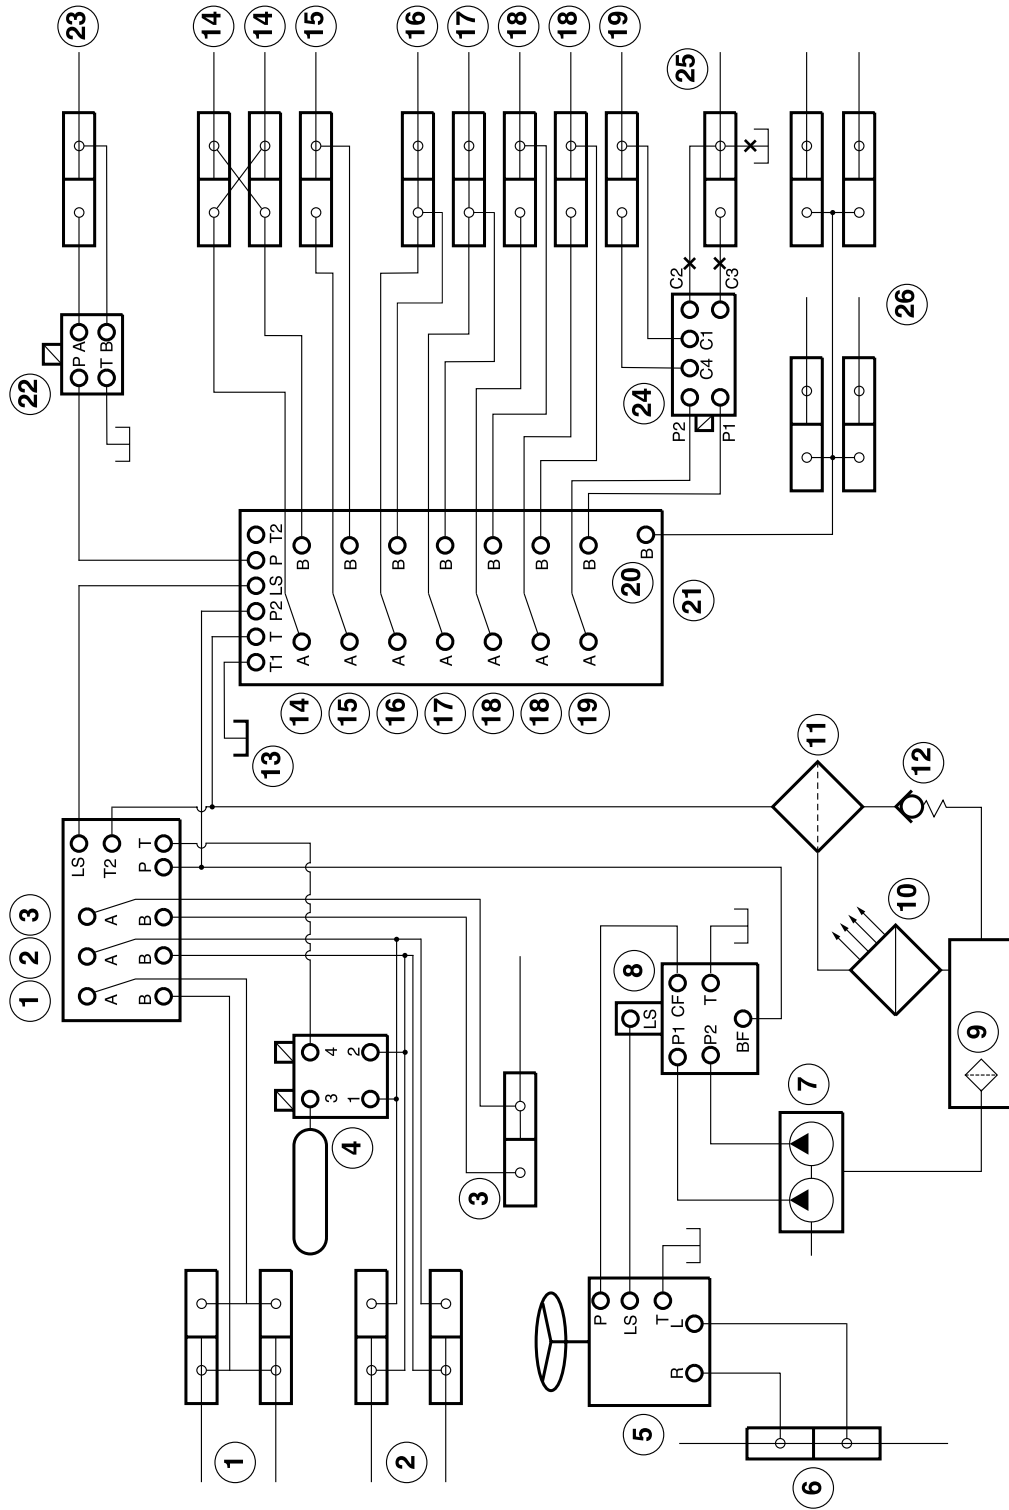 23
14
14
15
16
17
18
18
19
25
22
P A
T B
C2
C3
C4 C1
24
P2
P1
26
T1 T P2 LS P T2
A B
A B
A B
A B
A B
A B
A B
B
20
21
14
15
16
17
18
18
19
13
11
12
10
9
3
2
1
LS
T2
P T
A
B
A
B
A
B
3 4
1 2
4
3
8
LS
P1 CF
P2 T
BF
7
P
LS
T
R L
5
6
1
2